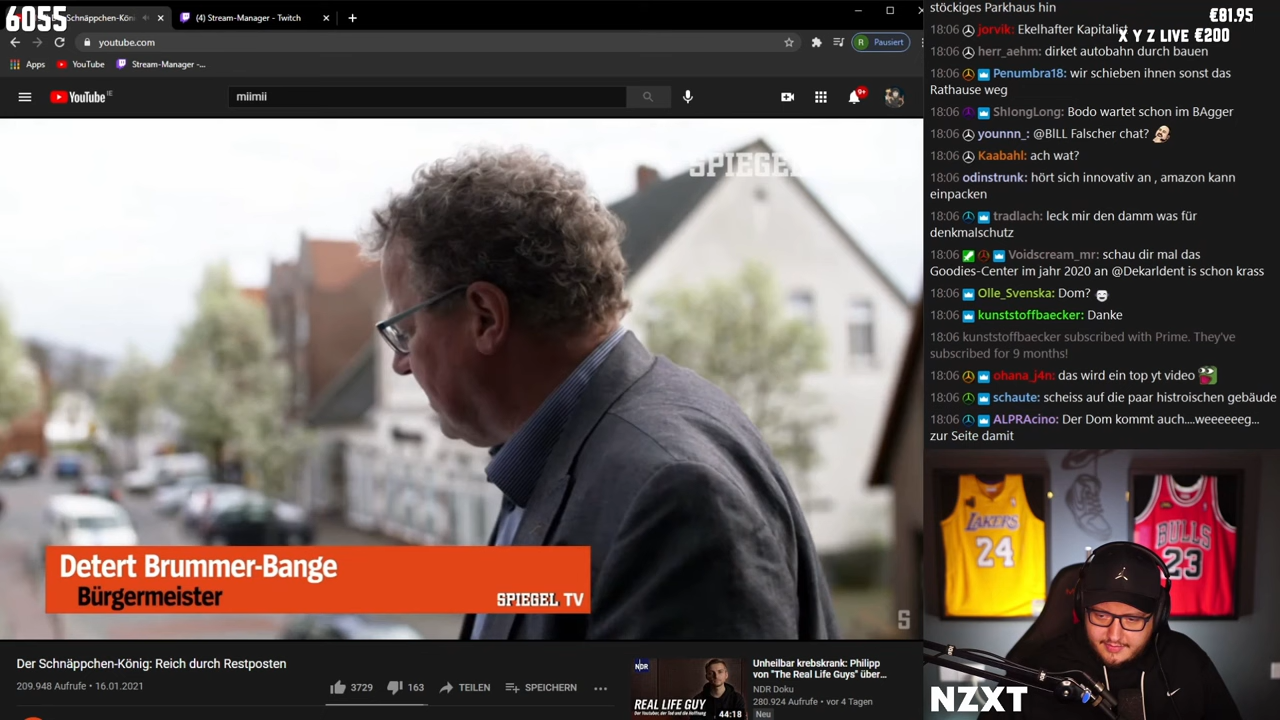 6055
Schnäppchen-Kön
(4) Stream-Manager - Twitch
youtube.com
Pausiert
R
Apps
YouTube
Stream-Manager -...
YouTube
IE
miimii
9+
SPIEGEL
Detert Brummer-Bange
Bürgermeister
SPIEGEL TV
S
Der Schnäppchen-König: Reich durch Restposten
209.948 Aufrufe • 16.01.2021
3729
163
TEILEN
SPEICHERN
NDR
REAL LIFE GUY
44:18
Unheilbar krebskrank: Philipp
von "The Real Life Guys" über...
NDR Doku
280.924 Aufrufe • vor 4 Tagen
Neu
stöckiges Parkhaus hin
€81.95
18:06 jorvik: Ekelhafter Kapitalist
X Y Z LIVE €200
18:06 herr_aehm: dirket autobahn durch bauen
18:06 Penumbra18: wir schieben ihnen sonst das
Rathause weg
18:06 ShlongLong: Bodo wartet schon im BAgger
18:06 younnn_: @BILL Falscher chat?
18:06 Kaabahl: ach wat?
18:06 odinstrunk: hört sich innovativ an , amazon kann
einpacken
18:06 tradlach: leck mir den damm was für
denkmalschutz
18:06 Voidscream_mr: schau dir mal das
Goodies-Center im jahr 2020 an @DekarIdent is schon krass
18:06 Olle_Svenska: Dom?
18:06 kunststoffbaecker: Danke
18:06 kunststoffbaecker subscribed with Prime. They've
subscribed for 9 months!
18:06 ohana_j4n: das wird ein top yt video
18:06 schaute: scheiss auf die paar histroischen gebäude
18:06 ALPRAcino: Der Dom kommt auch....weeeeeeg...
zur Seite damit
LAKERS
24
BULLS
23
NZXT